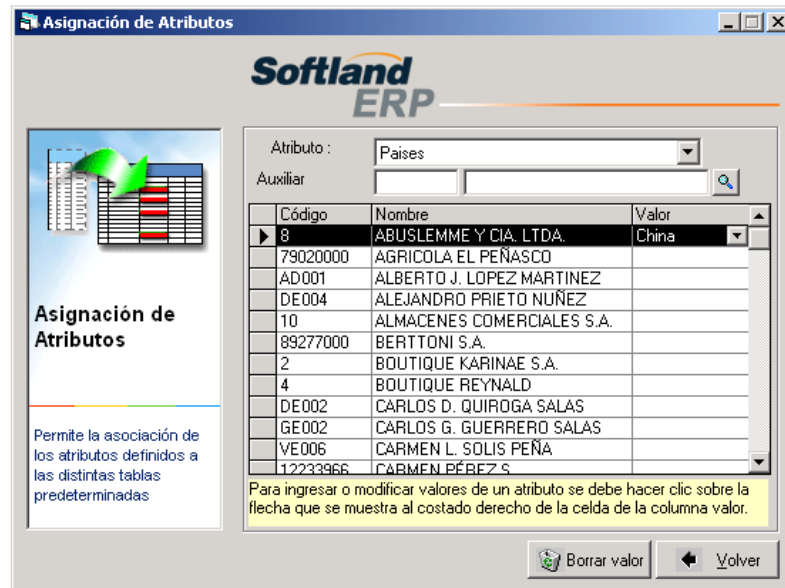 Asignación de Atributos
Softland
ERP
Atributo :
Paises
Auxiliar
Código Nombre Valor
8 ABUSLEMME Y CIA. LTDA. China
79020000 AGRICOLA EL PEÑASCO
AD001 ALBERTO J. LOPEZ MARTINEZ
DE004 ALEJANDRO PRIETO NUÑEZ
10 ALMACENES COMERCIALES S.A.
89277000 BERTTONI S.A.
2 BOUTIQUE KARINAE S.A.
4 BOUTIQUE REYNALD
DE002 CARLOS D. QUIROGA SALAS
GE002 CARLOS G. GUERRERO SALAS
VE006 CARMEN L. SOLIS PEÑA
12233966 CARMEN PÉREZ S.
Asignación de
Atributos
Permite la asociación de
los atributos definidos a
las distintas tablas
predeterminadas
Para ingresar o modificar valores de un atributo se debe hacer clic sobre la
flecha que se muestra al costado derecho de la celda de la columna valor.
Borrar valor
Volver